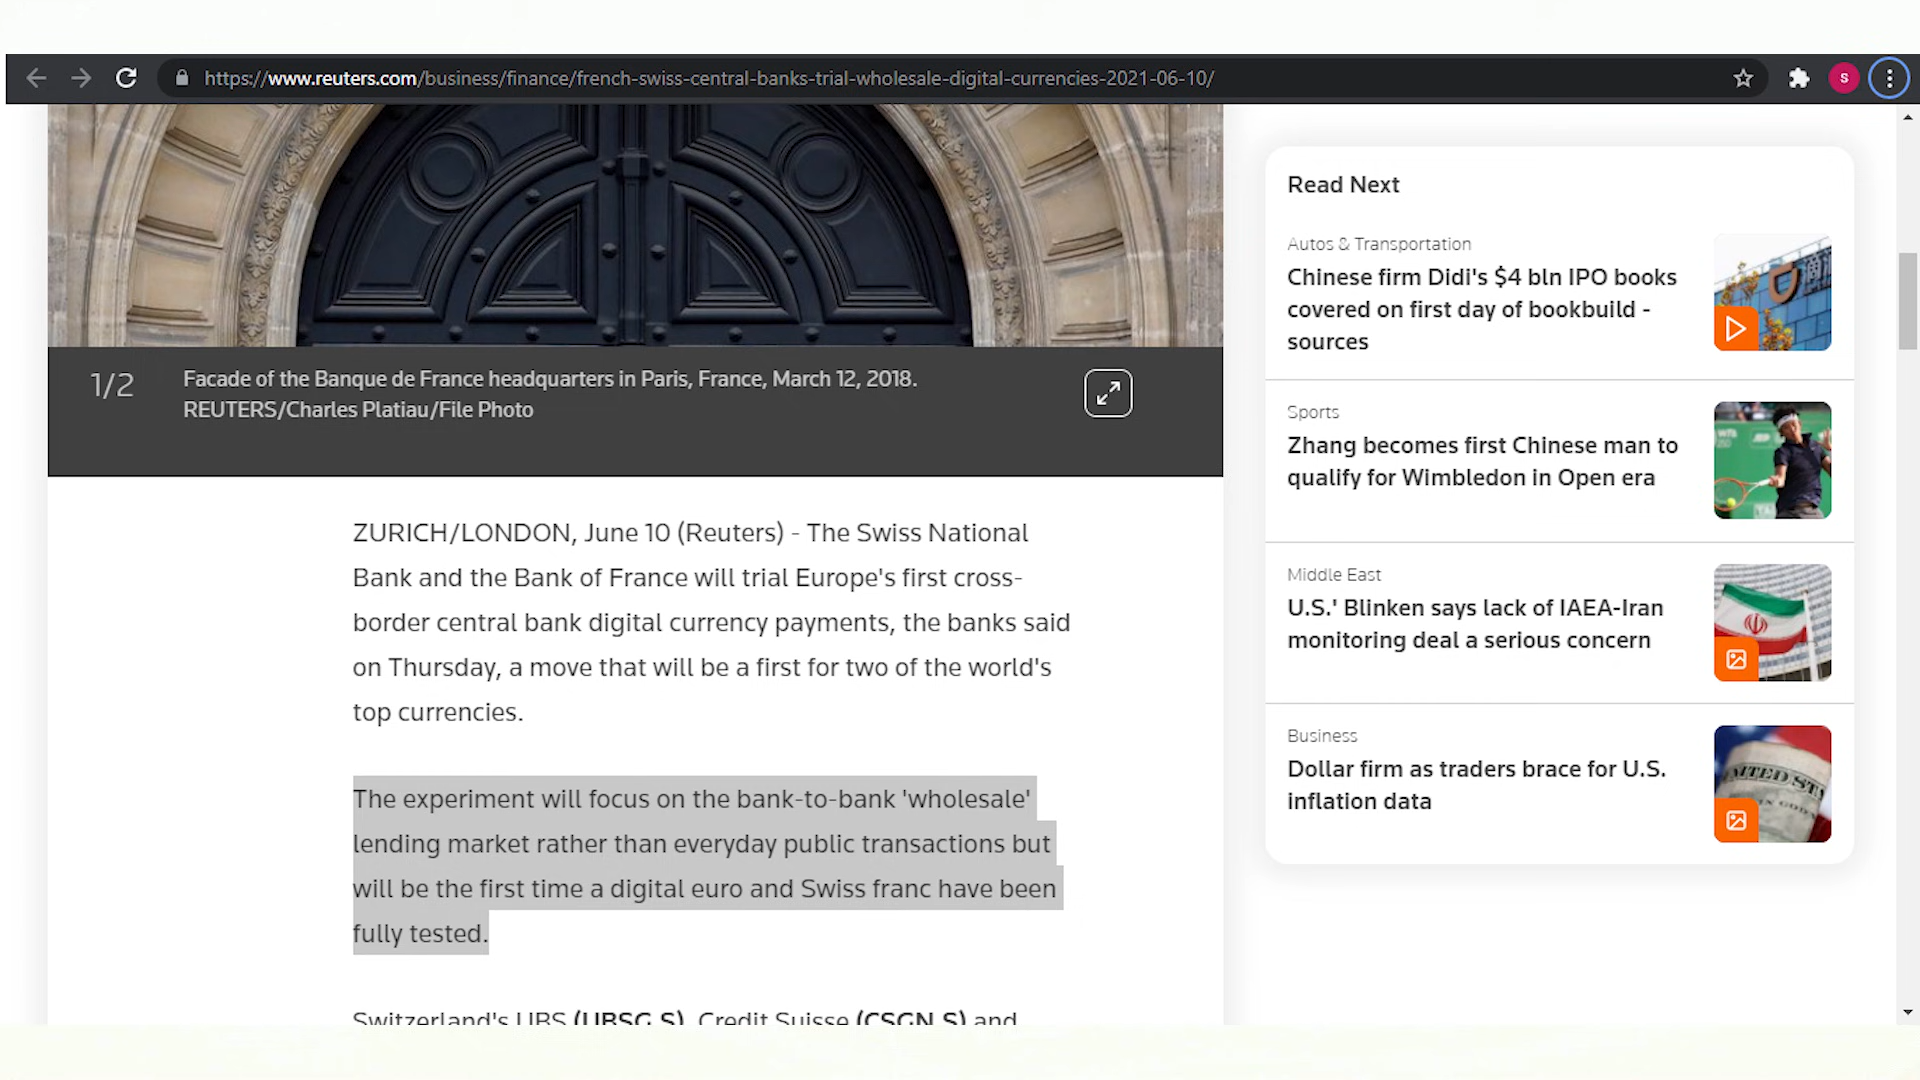 https://www.reuters.com/business/finance/french-swiss-central-banks-trial-wholesale-digital-currencies-2021-06-10/
S
1/2
Facade of the Banque de France headquarters in Paris, France, March 12, 2018.
REUTERS/Charles Platiau/File Photo
ZURICH/LONDON, June 10 (Reuters) - The Swiss National
Bank and the Bank of France will trial Europe's first cross-
border central bank digital currency payments, the banks said
on Thursday, a move that will be a first for two of the world's
top currencies.
The experiment will focus on the bank-to-bank 'wholesale'
lending market rather than everyday public transactions but
will be the first time a digital euro and Swiss franc have been
fully tested.
Switzerland's UBS (UBSG.S), Credit Suisse (CSGN.S) and
Read Next
Autos & Transportation
Chinese firm Didi's $4 bln IPO books
covered on first day of bookbuild -
sources
Sports
Zhang becomes first Chinese man to
qualify for Wimbledon in Open era
Middle East
U.S.' Blinken says lack of IAEA-Iran
monitoring deal a serious concern
Business
Dollar firm as traders brace for U.S.
inflation data